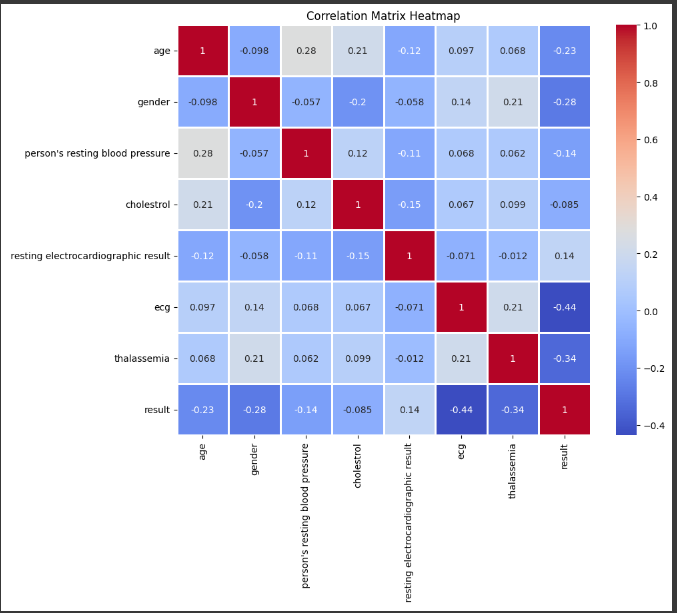 Correlation Matrix Heatmap
age 1 -0.098 0.28 0.21 -0.12 0.097 0.068 -0.23
gender -0.098 1 -0.057 -0.2 -0.058 0.14 0.21 -0.28
person's resting blood pressure 0.28 -0.057 1 0.12 -0.11 0.068 0.062 -0.14
cholestrol 0.21 -0.2 0.12 1 -0.15 0.067 0.099 -0.085
resting electrocardiographic result -0.12 -0.058 -0.11 -0.15 1 -0.071 -0.012 0.14
ecg 0.097 0.14 0.068 0.067 -0.071 1 0.21 -0.44
thalassemia 0.068 0.21 0.062 0.099 -0.012 0.21 1 -0.34
result -0.23 -0.28 -0.14 -0.085 0.14 -0.44 -0.34 1
age
gender
person's resting blood pressure
cholestrol
resting electrocardiographic result
ecg
thalassemia
result
1.0
0.8
0.6
0.4
0.2
0.0
-0.2
-0.4